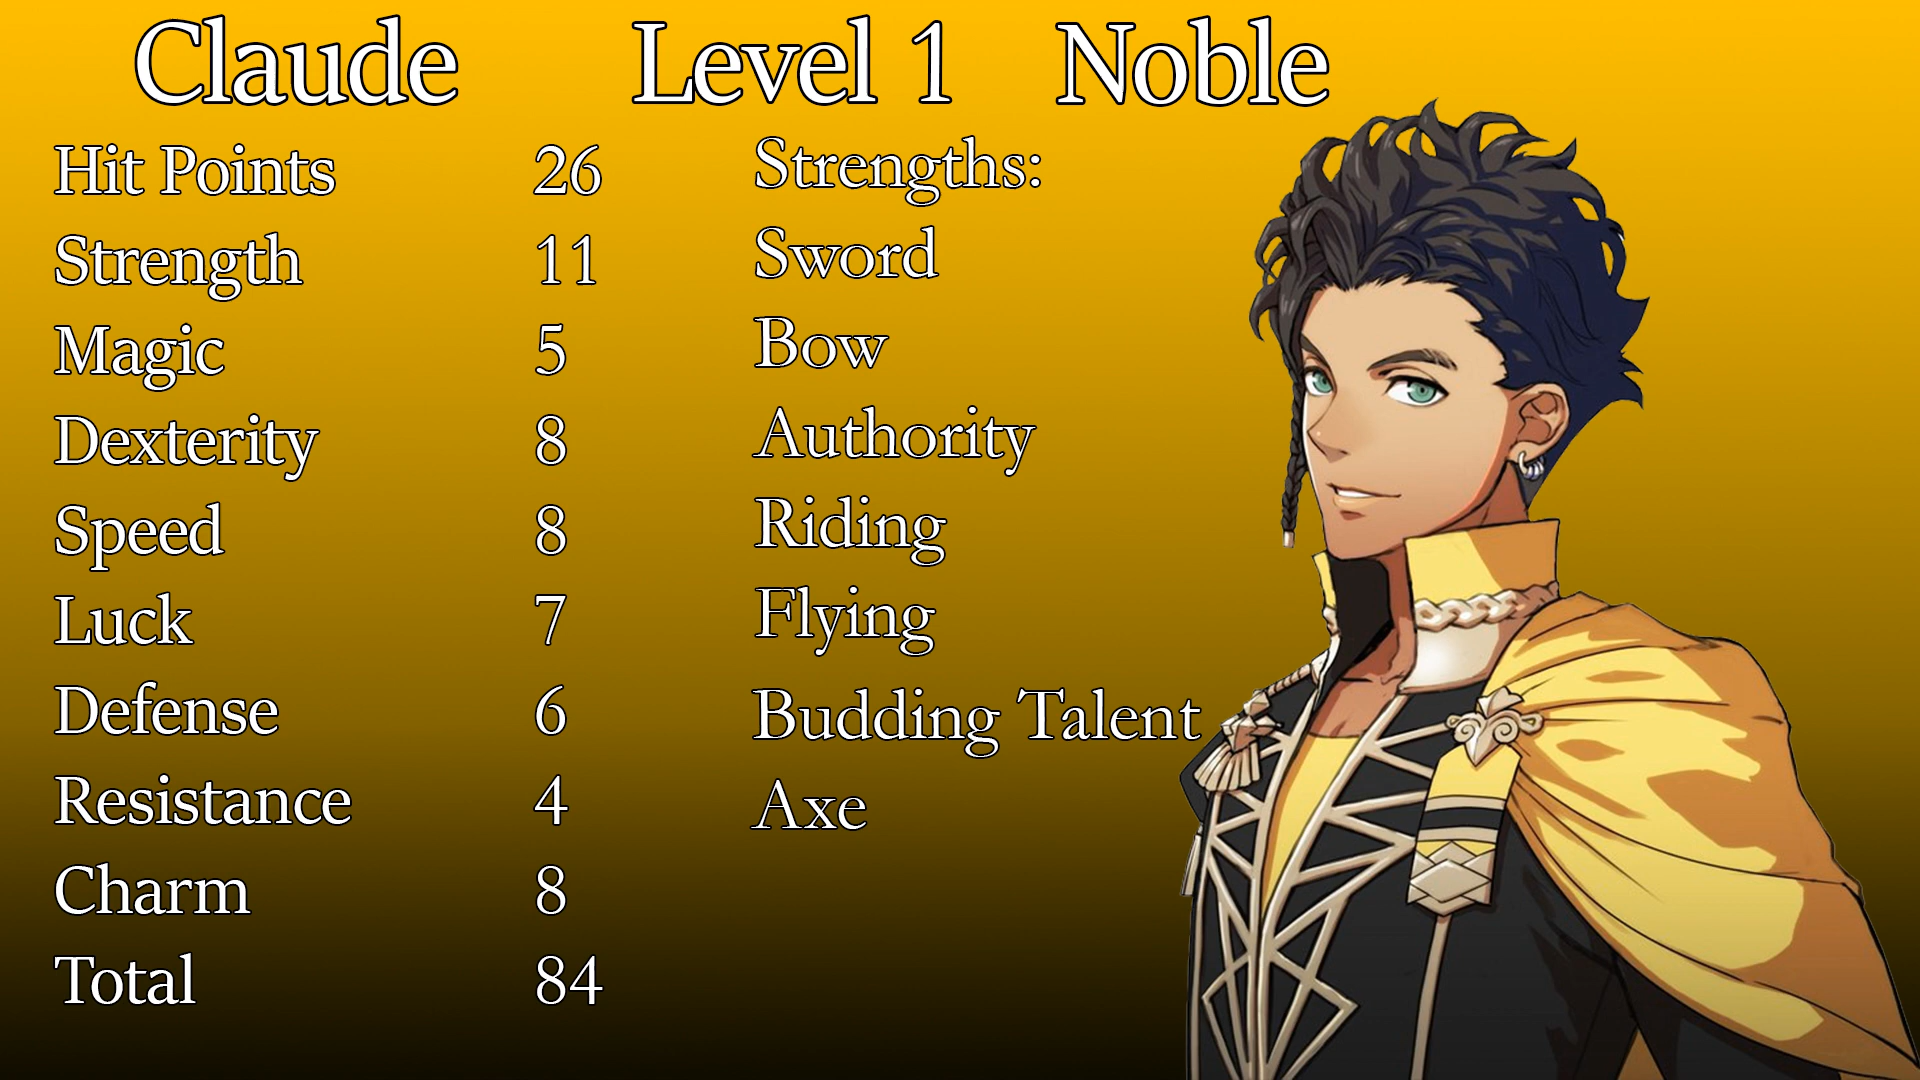 Claude Level 1 Noble
Hit Points 26
Strength 11
Magic 5
Dexterity 8
Speed 8
Luck 7
Defense 6
Resistance 4
Charm 8
Total 84
Strengths:
Sword
Bow
Authority
Riding
Flying
Budding Talent
Axe